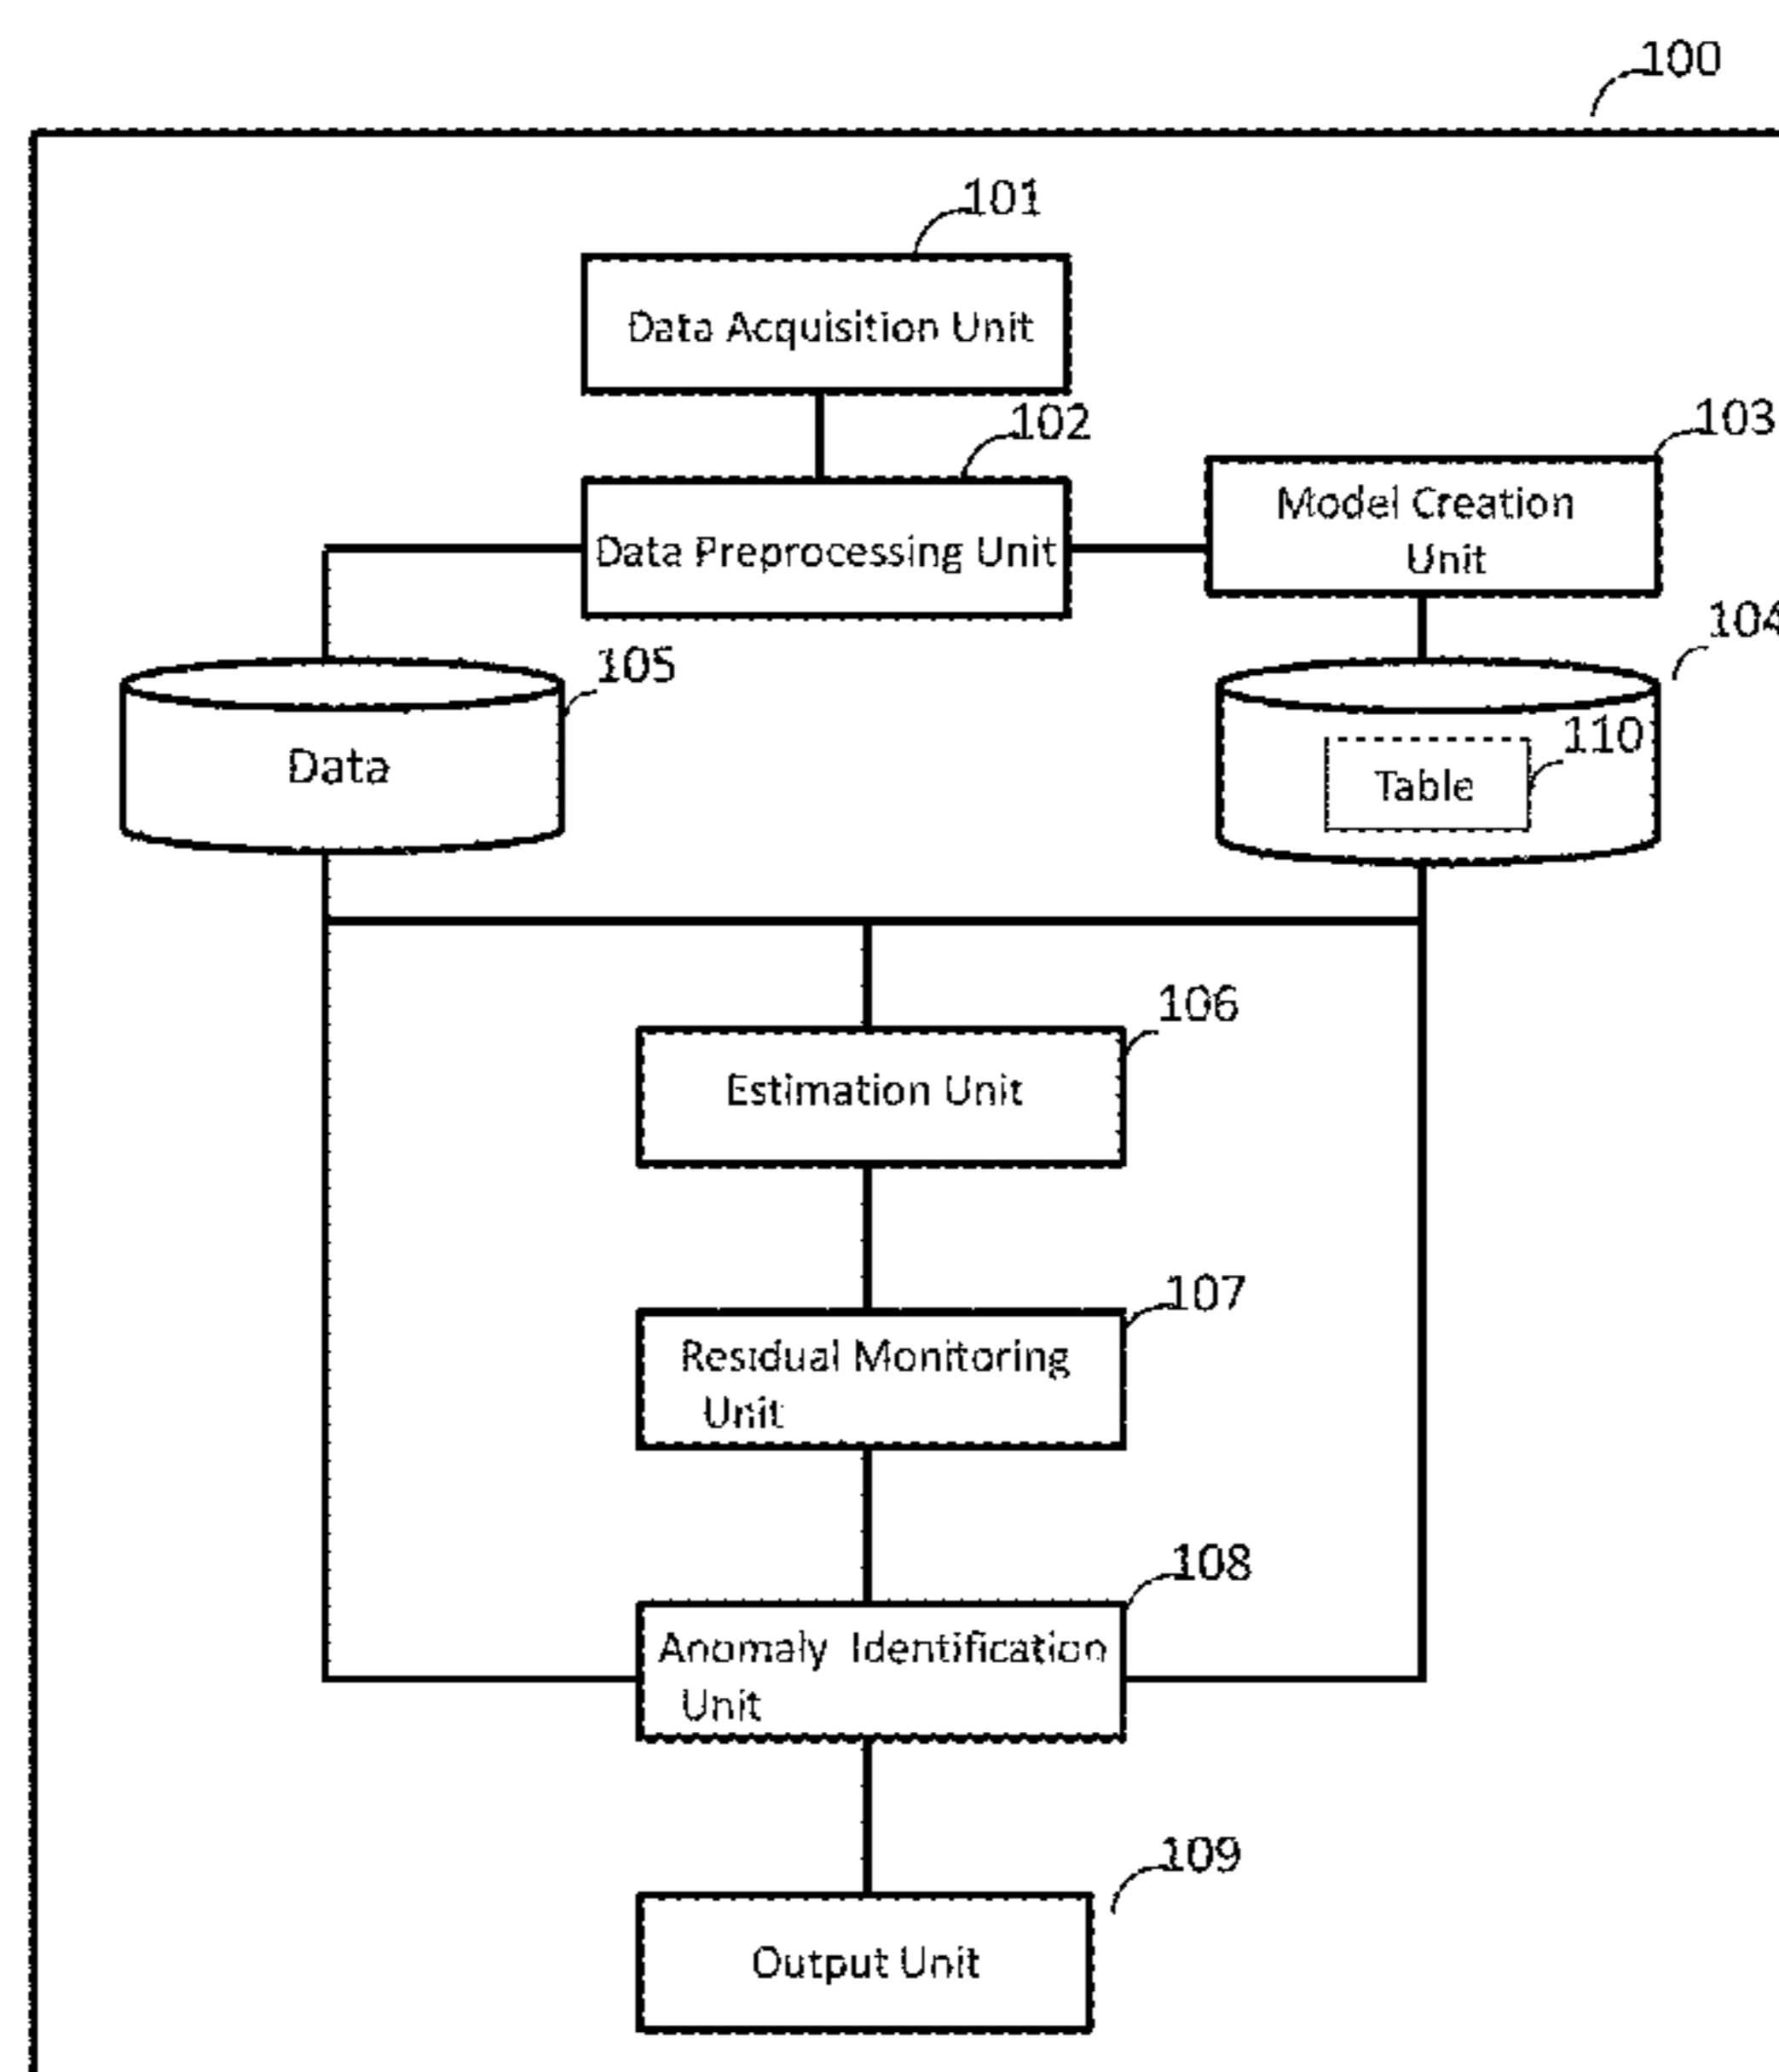 100
101
Data Acquisition Unit
102
103
Data Preprocessing Unit
Model Creation
Unit
104
105
Data
110
Table
106
Estimation Unit
107
Residual Monitoring
Unit
108
Anomaly Identification
Unit
109
Output Unit